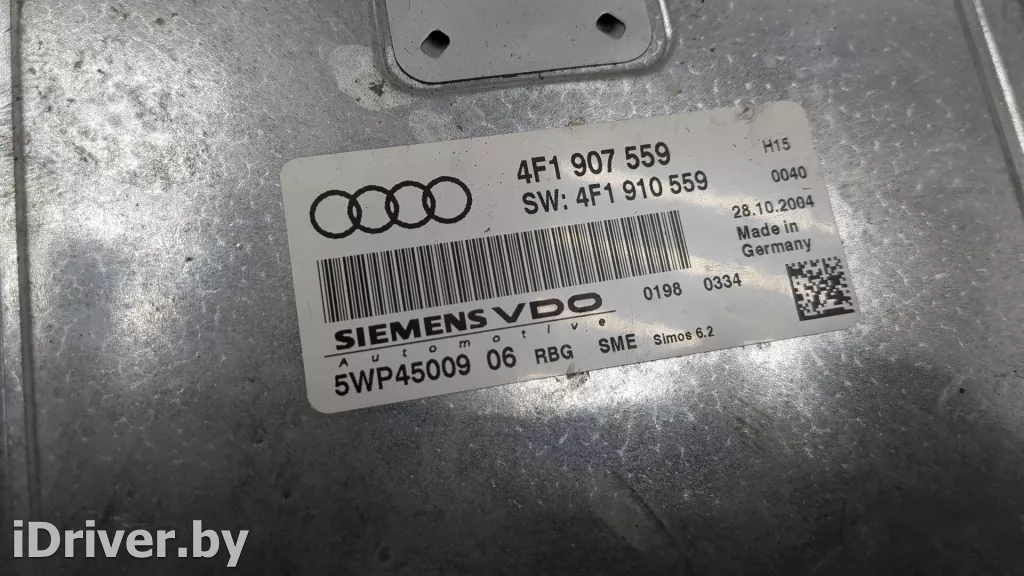 4F1 907 559
SW: 4F1 910 559
H15
0040
28.10.2004
Made in
Germany
SIEMENS VDO
Automotive
0198 0334
5WP45009 06 RBG SME Simos 6.2
iDriver.by